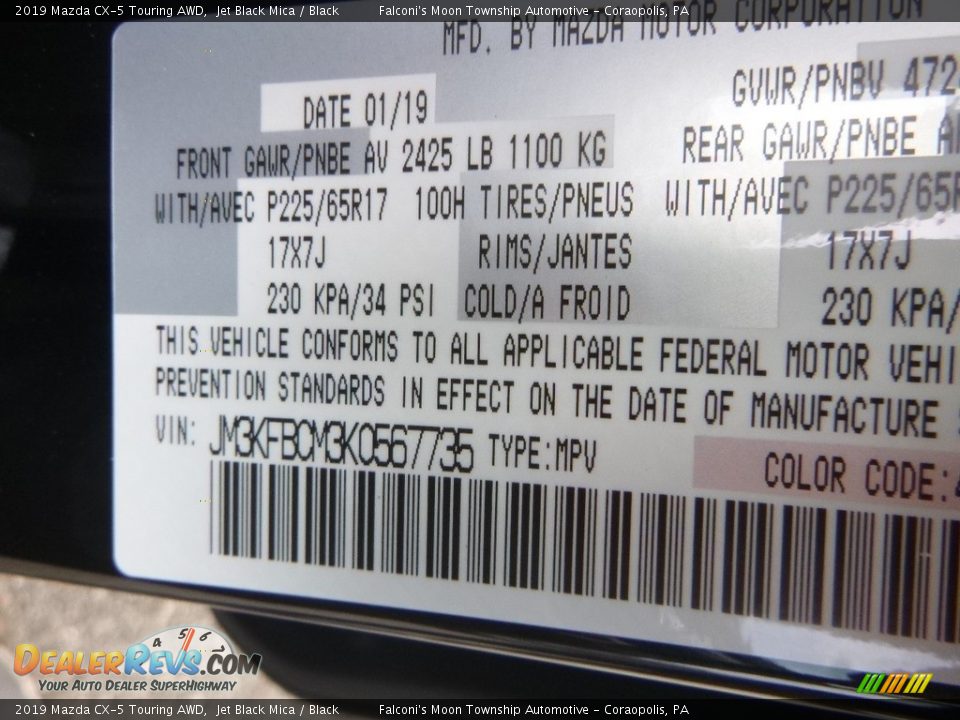 2019 Mazda CX-5 Touring AWD, Jet Black Mica / Black Falconi's Moon Township Automotive - Coraopolis, PA
MFD. BY MAZDA MOTOR CORPORATION
DATE 01/19 GVWR/PNBV 472
FRONT GAWR/PNBE AV 2425 LB 1100 KG REAR GAWR/PNBE
WITH/AVEC P225/65R17 100H TIRES/PNEUS WITH/AVEC P225/65R
17X7J RIMS/JANTES 17X7J
230 KPA/34 PSI COLD/A FROID 230 KPA/
THIS VEHICLE CONFORMS TO ALL APPLICABLE FEDERAL MOTOR VEHI
PREVENTION STANDARDS IN EFFECT ON THE DATE OF MANUFACTURE
VIN: JM3KFBCM3K0567735 TYPE:MPV
COLOR CODE:
4 5 6
DEALERREVS.COM
YOUR AUTO DEALER SUPERHIGHWAY
2019 Mazda CX-5 Touring AWD, Jet Black Mica / Black Falconi's Moon Township Automotive - Coraopolis, PA